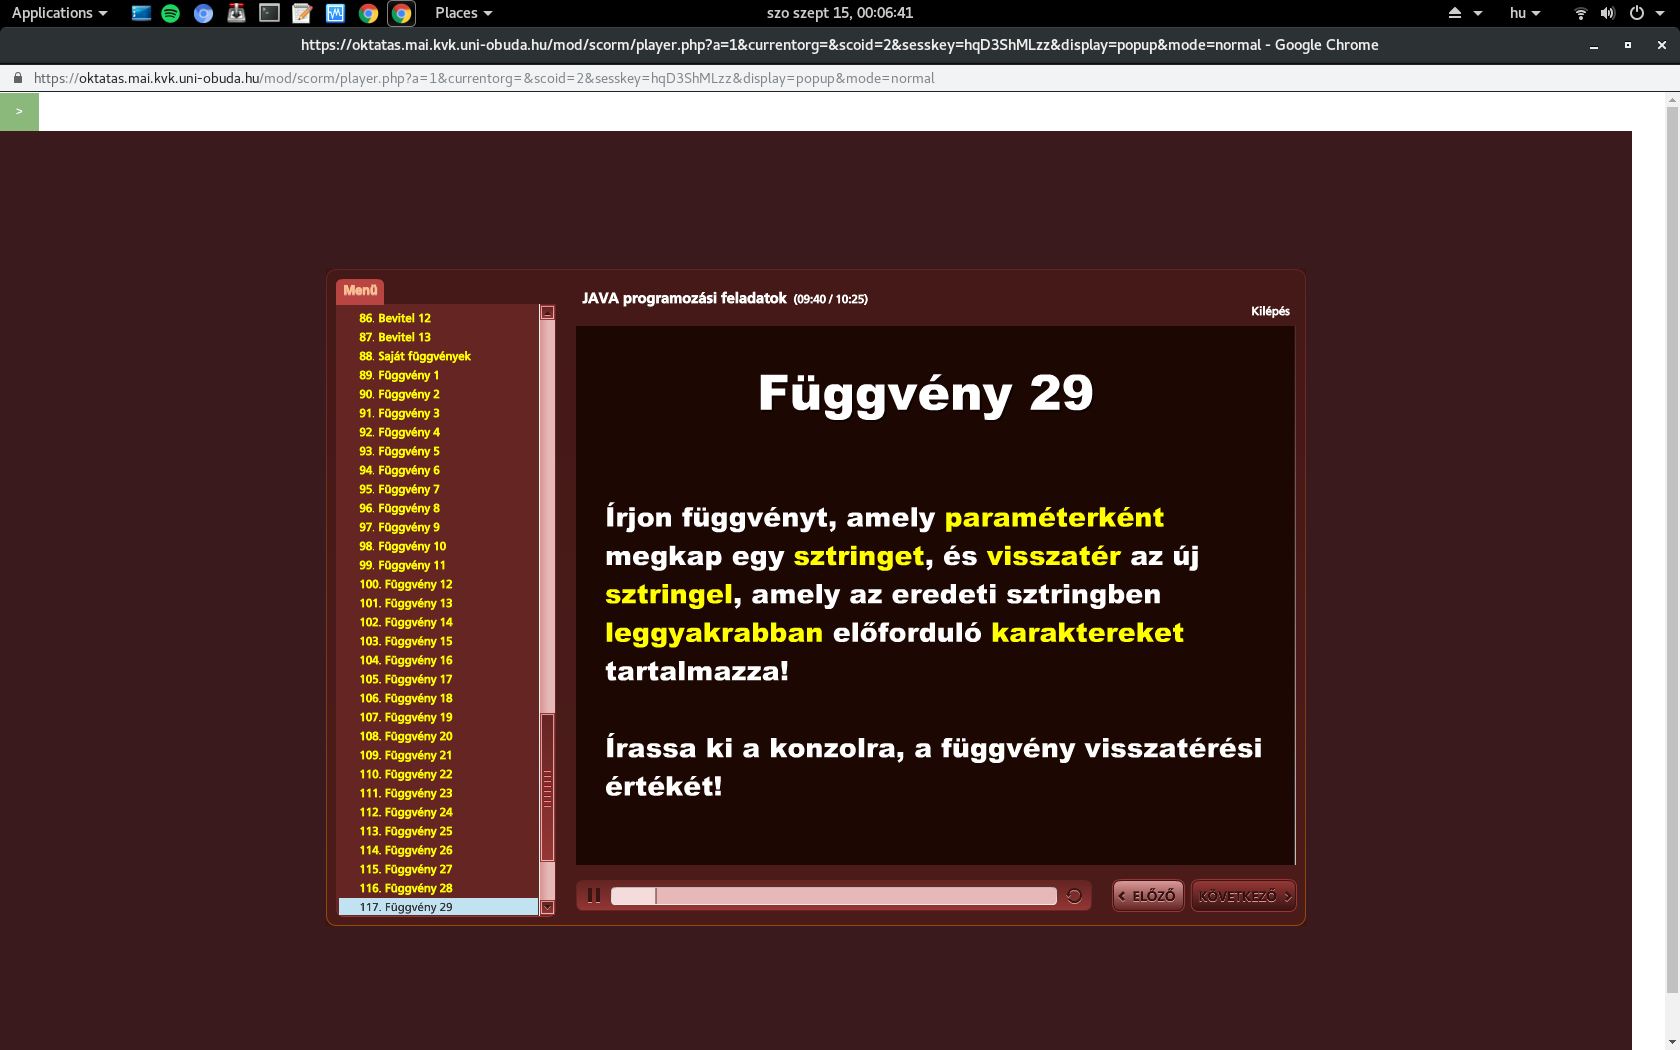 Applications
Places
szo szept 15, 00:06:41
hu
https://oktatas.mai.kvk.uni-obuda.hu/mod/scorm/player.php?a=1&currentorg=&scoid=2&sesskey=hqD3ShMLzz&display=popup&mode=normal - Google Chrome
https://oktatas.mai.kvk.uni-obuda.hu/mod/scorm/player.php?a=1&currentorg=&scoid=2&sesskey=hqD3ShMLzz&display=popup&mode=normal
>
Menü
86. Bevitel 12
87. Bevitel 13
88. Saját függvények
89. Függvény 1
90. Függvény 2
91. Függvény 3
92. Függvény 4
93. Függvény 5
94. Függvény 6
95. Függvény 7
96. Függvény 8
97. Függvény 9
98. Függvény 10
99. Függvény 11
100. Függvény 12
101. Függvény 13
102. Függvény 14
103. Függvény 15
104. Függvény 16
105. Függvény 17
106. Függvény 18
107. Függvény 19
108. Függvény 20
109. Függvény 21
110. Függvény 22
111. Függvény 23
112. Függvény 24
113. Függvény 25
114. Függvény 26
115. Függvény 27
116. Függvény 28
117. Függvény 29
JAVA programozási feladatok (09:40 / 10:25)
Kilépés
Függvény 29
Írjon függvényt, amely paraméterként
megkap egy sztringet, és visszatér az új
sztringel, amely az eredeti sztringben
leggyakrabban előforduló karaktereket
tartalmazza!
Írassa ki a konzolra, a függvény visszatérési
értékét!
< ELŐZŐ
KÖVETKEZŐ >